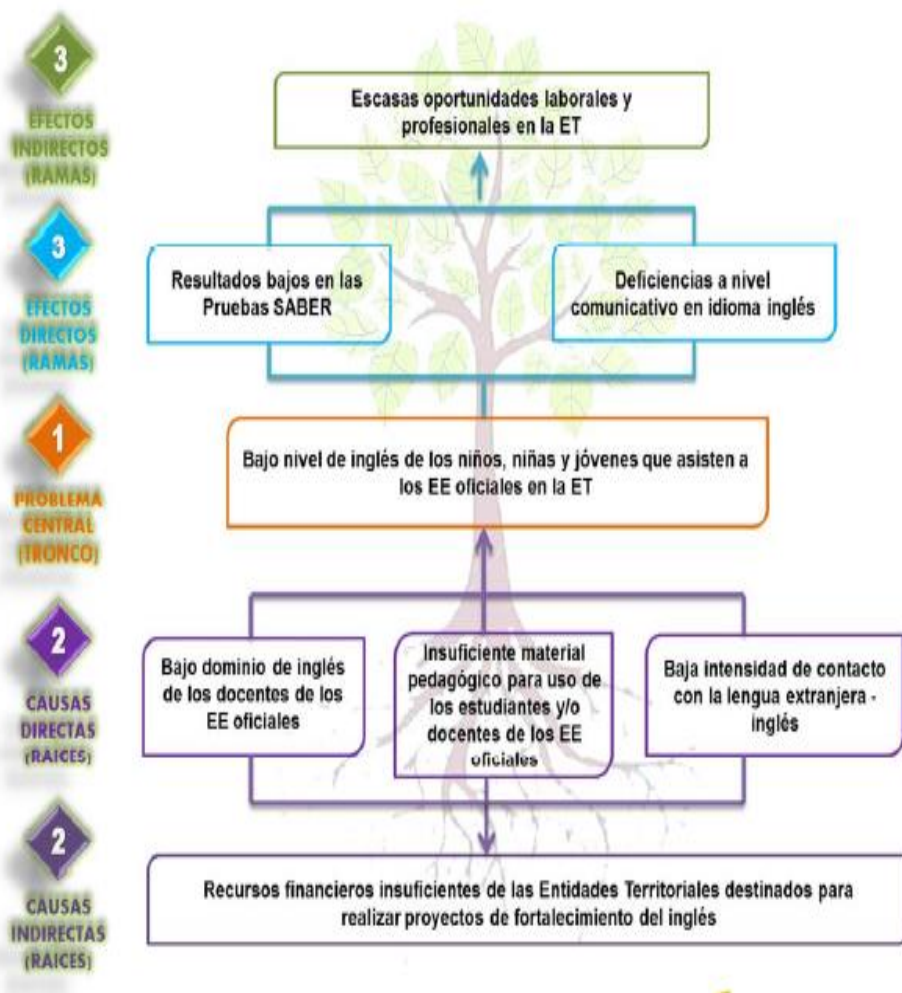 3
EFECTOS
INDIRECTOS
(RAMAS)
Escasas oportunidades laborales y
profesionales en la ET
3
EFECTOS
DIRECTOS
(RAMAS)
Resultados bajos en las
Pruebas SABER
Deficiencias a nivel
comunicativo en idioma inglés
1
PROBLEMA
CENTRAL
(TRONCO)
Bajo nivel de inglés de los niños, niñas y jóvenes que asisten a
los EE oficiales en la ET
2
CAUSAS
DIRECTAS
(RAICES)
Bajo dominio de inglés
de los docentes de los
EE oficiales
Insuficiente material
pedagógico para uso de
los estudiantes y/o
docentes de los EE
oficiales
Baja intensidad de contacto
con la lengua extranjera -
inglés
2
CAUSAS
INDIRECTAS
(RAICES)
Recursos financieros insuficientes de las Entidades Territoriales destinados para
realizar proyectos de fortalecimiento del inglés